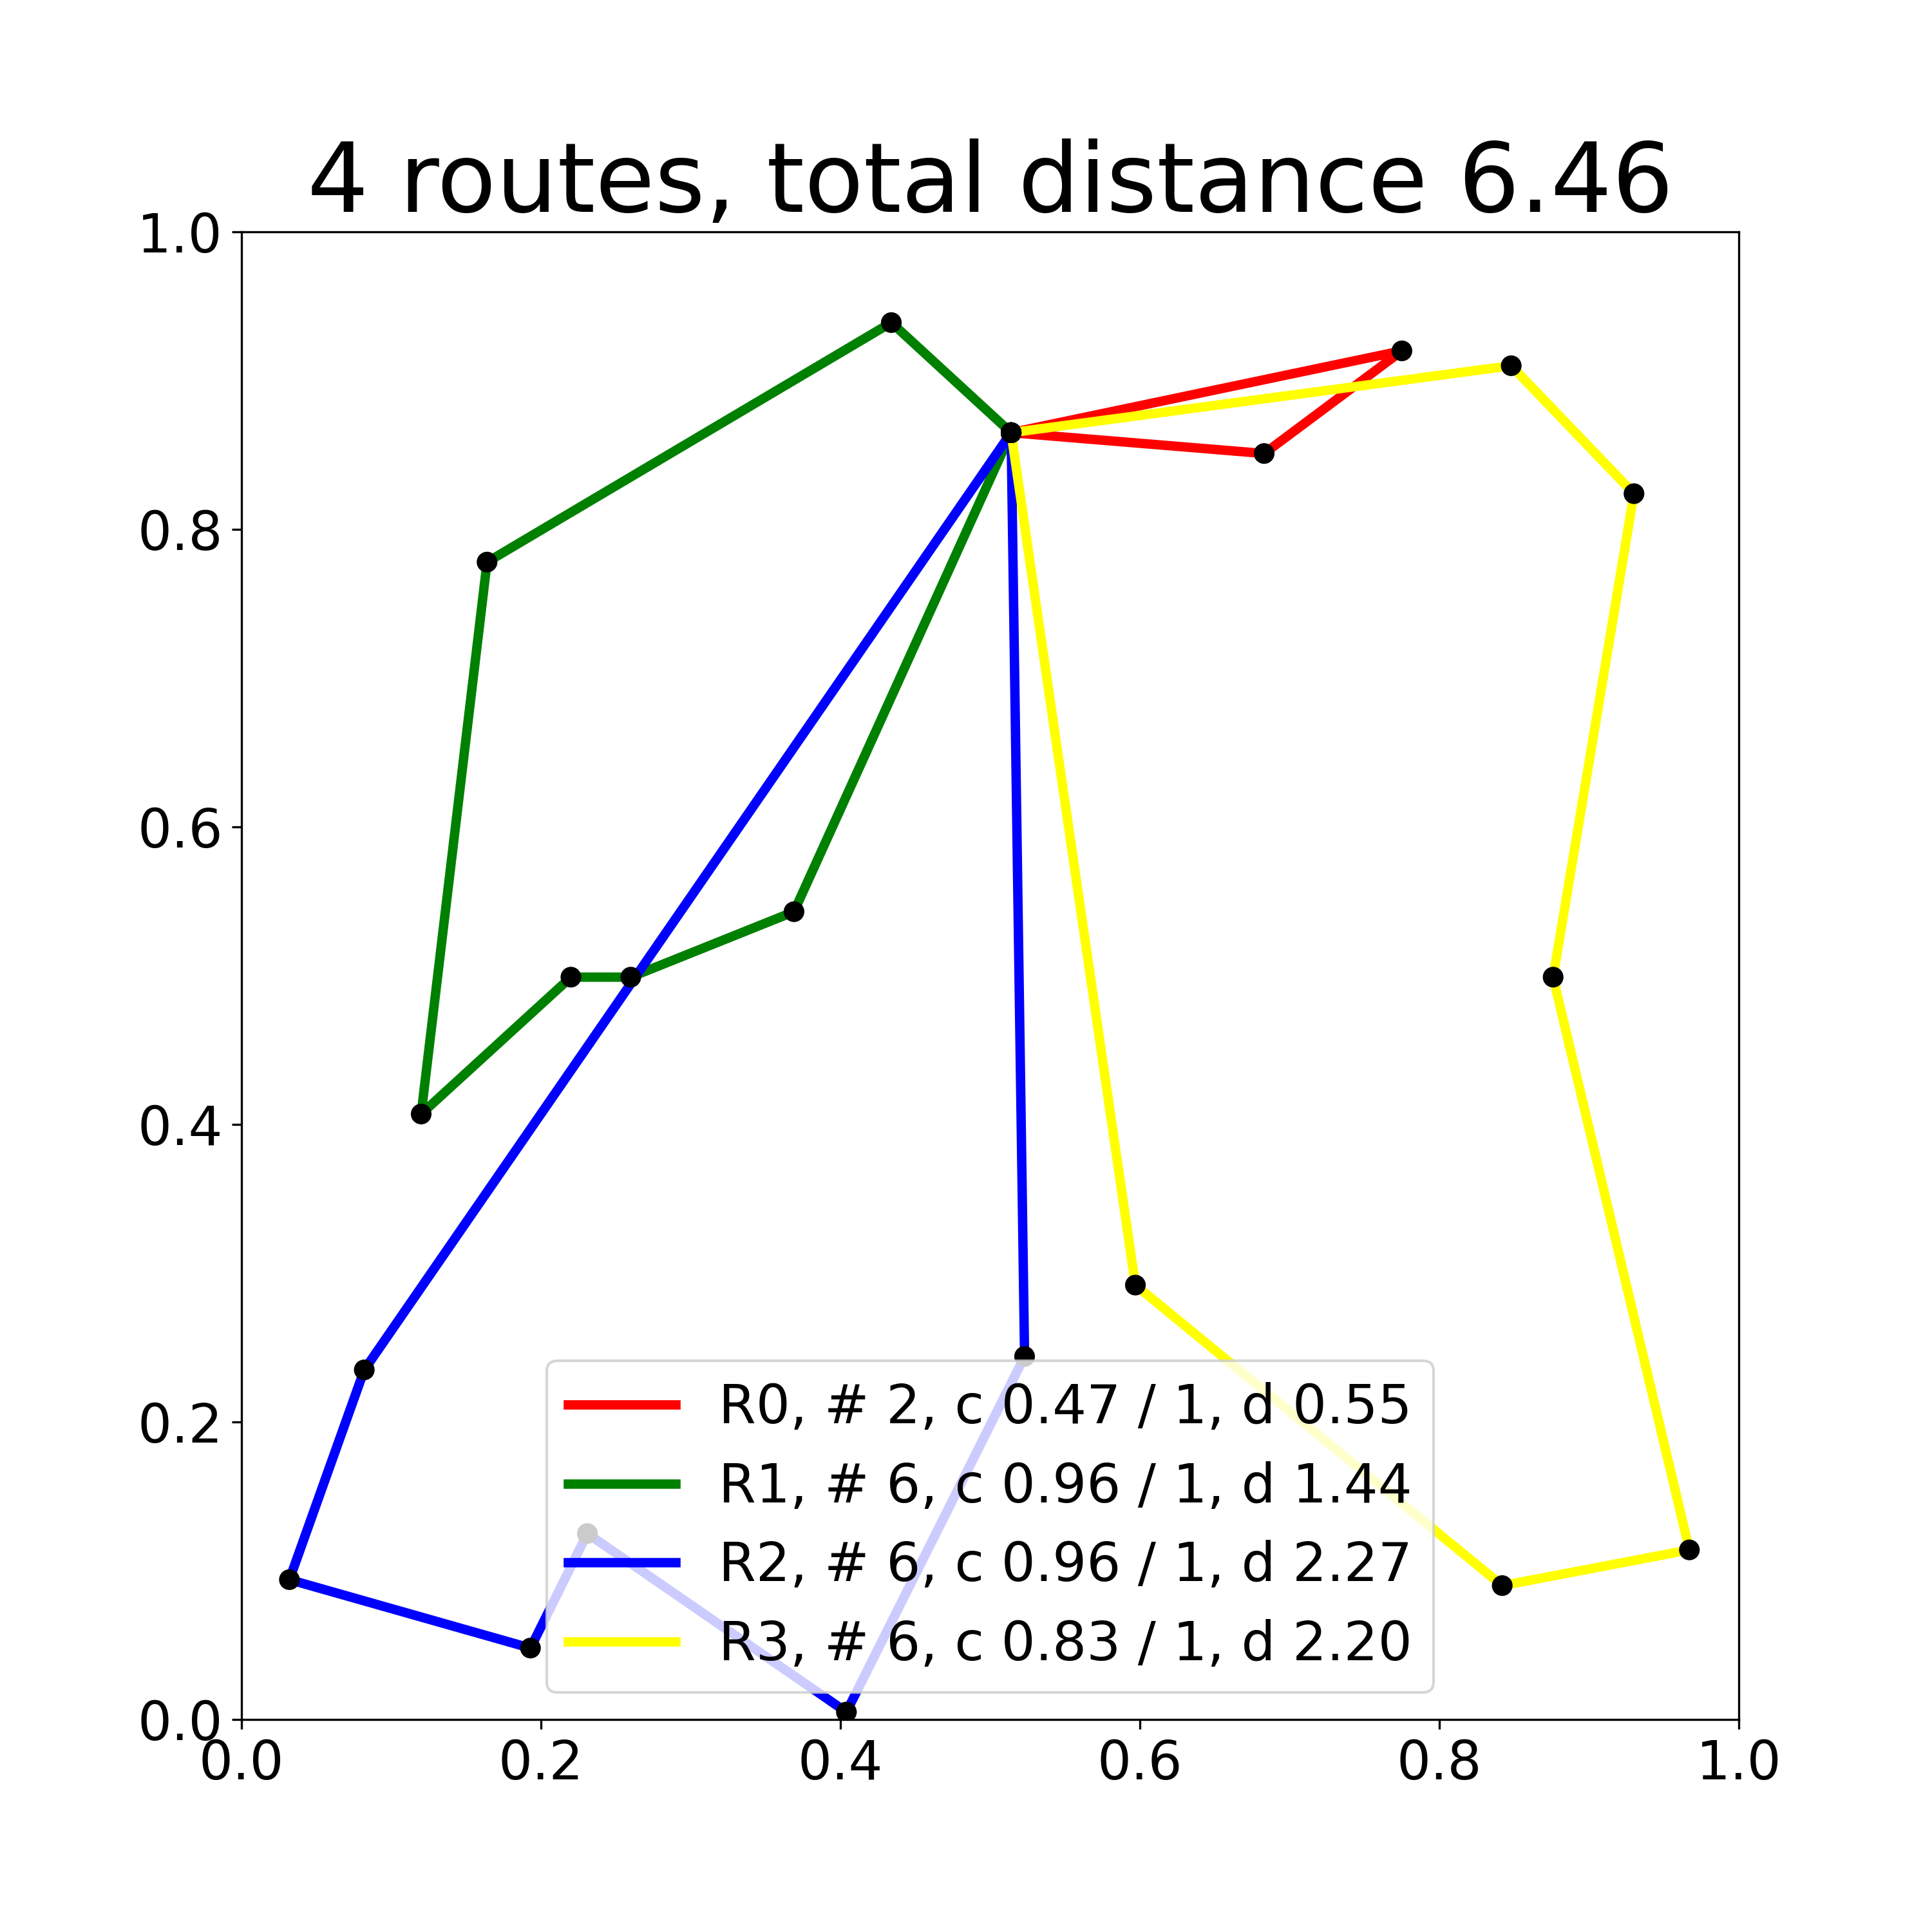 4 routes, total distance 6.46
1.0
0.8
0.6
0.4
0.2
0.0
R0, # 2, c 0.47 / 1, d 0.55
R1, # 6, c 0.96 / 1, d 1.44
R2, # 6, c 0.96 / 1, d 2.27
R3, # 6, c 0.83 / 1, d 2.20
0.0 0.2 0.4 0.6 0.8 1.0